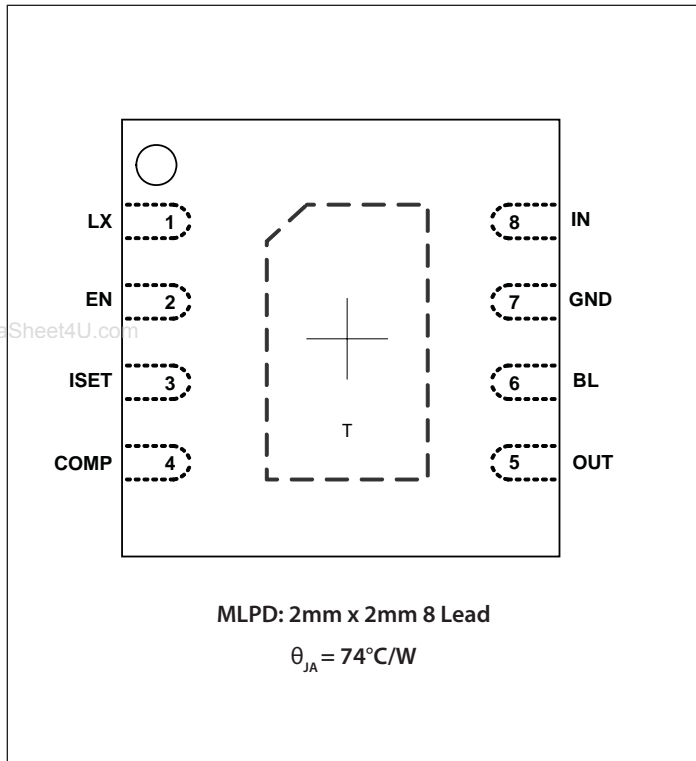 LX 1 8 IN
EN 2 7 GND
aSheet4U.com
ISET 3 6 BL
T
COMP 4 5 OUT
MLPD: 2mm x 2mm 8 Lead
θJA = 74°C/W